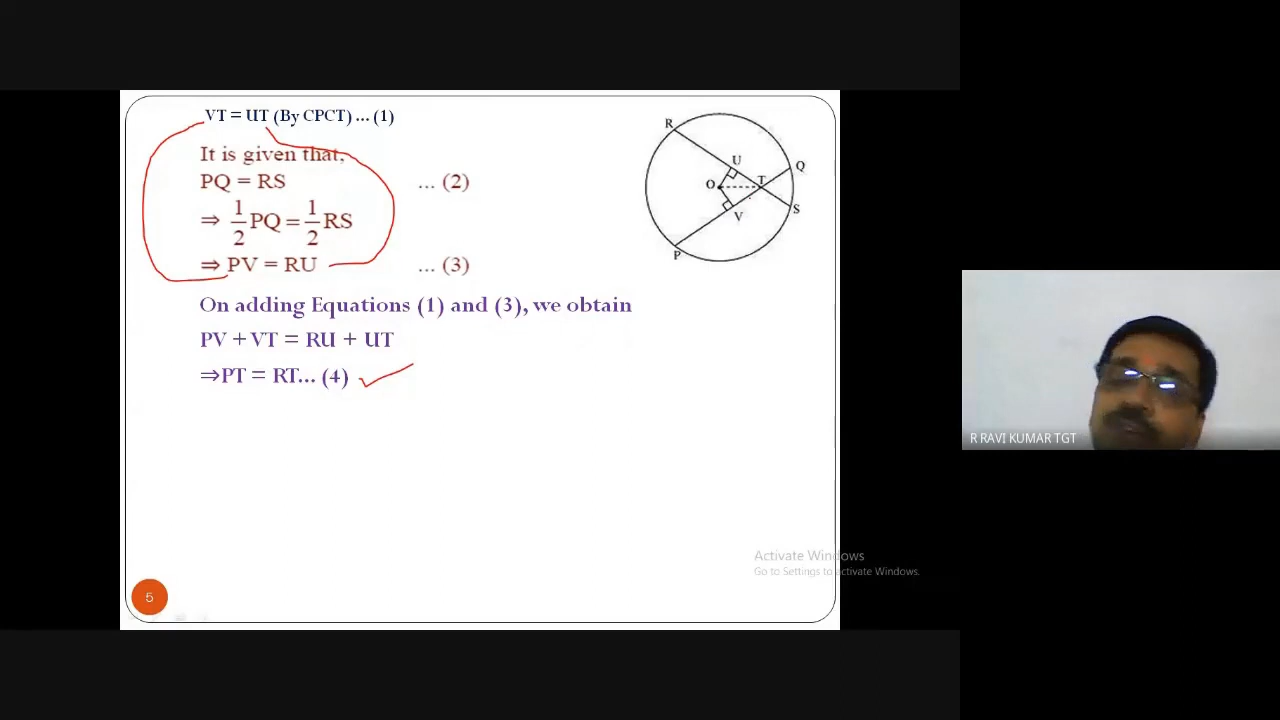 VT = UT (By CPCT) ... (1)
It is given that,
PQ = RS ... (2)
⇒ 1/2 PQ = 1/2 RS
⇒ PV = RU ... (3)
On adding Equations (1) and (3), we obtain
PV + VT = RU + UT
⇒PT = RT... (4)
R
U
Q
O
T
V
S
P
R RAVI KUMAR TGT
Activate Windows
Go to Settings to activate Windows.
5